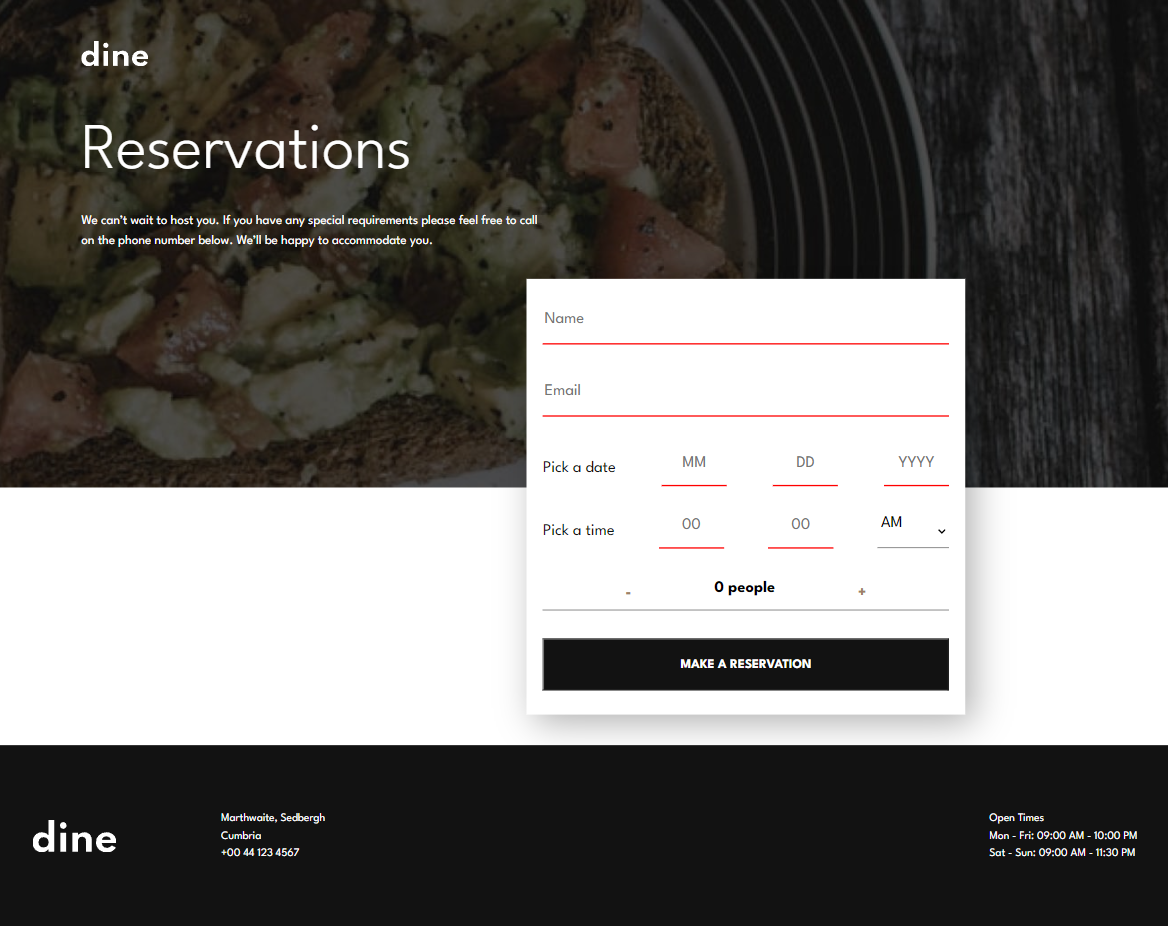 dine
Reservations
We can't wait to host you. If you have any special requirements please feel free to call
on the phone number below. We'll be happy to accommodate you.
Name
Email
Pick a date MM DD YYYY
Pick a time 00 00 AM
- 0 people +
MAKE A RESERVATION
dine
Marthwaite, Sedbergh
Cumbria
+00 44 123 4567
Open Times
Mon - Fri: 09:00 AM - 10:00 PM
Sat - Sun: 09:00 AM - 11:30 PM